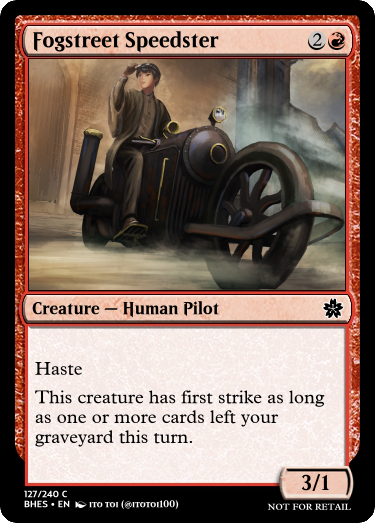 Fogstreet Speedster 2
Creature — Human Pilot
Haste
This creature has first strike as long
as one or more cards left your
graveyard this turn.
3/1
127/240 C
BHES • EN ITO TOI (@ITOTOI100)
NOT FOR RETAIL